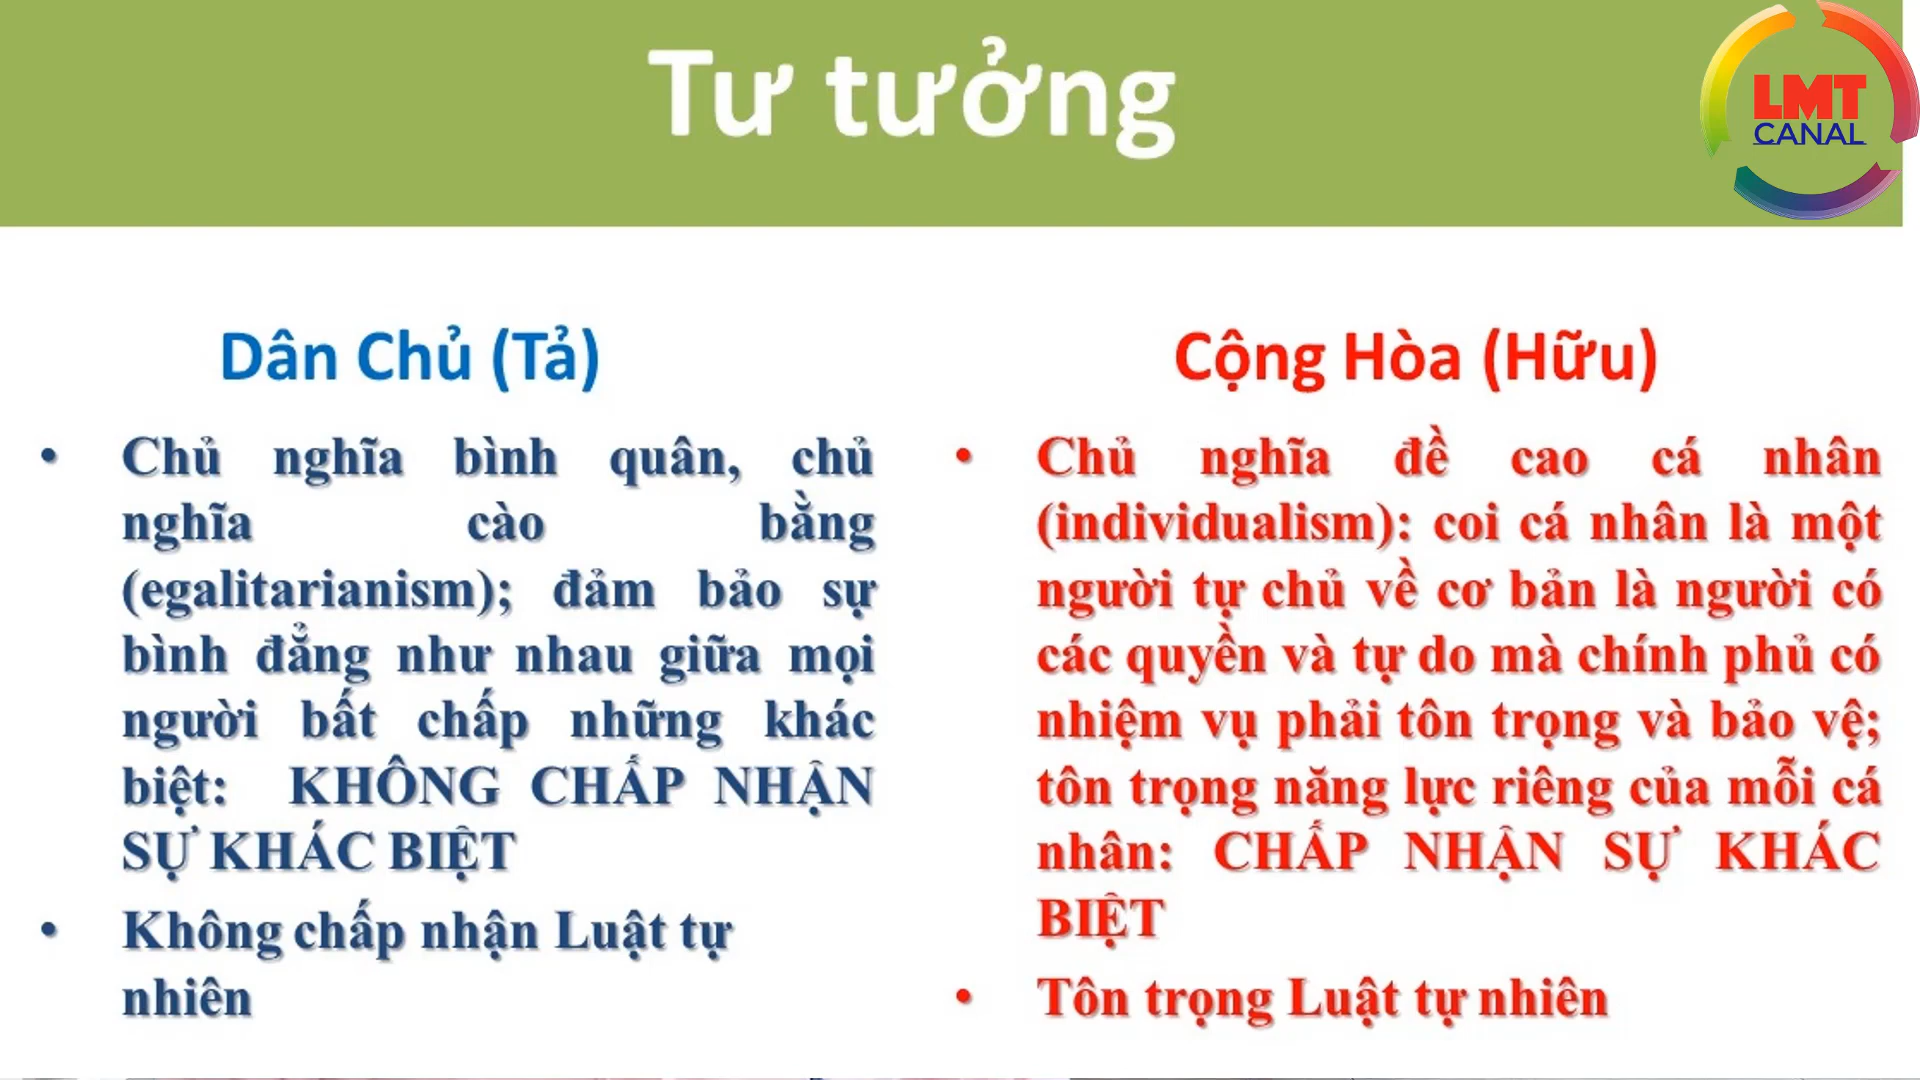 Tư tưởng
LMT
CANAL
Dân Chủ (Tả)
• Chủ nghĩa bình quân, chủ
nghĩa cào bằng
(egalitarianism); đảm bảo sự
bình đẳng như nhau giữa mọi
người bất chấp những khác
biệt: KHÔNG CHẤP NHẬN
SỰ KHÁC BIỆT
• Không chấp nhận Luật tự
nhiên
Cộng Hòa (Hữu)
• Chủ nghĩa đề cao cá nhân
(individualism): coi cá nhân là một
người tự chủ về cơ bản là người có
các quyền và tự do mà chính phủ có
nhiệm vụ phải tôn trọng và bảo vệ;
tôn trọng năng lực riêng của mỗi cá
nhân: CHẤP NHẬN SỰ KHÁC
BIỆT
• Tôn trọng Luật tự nhiên